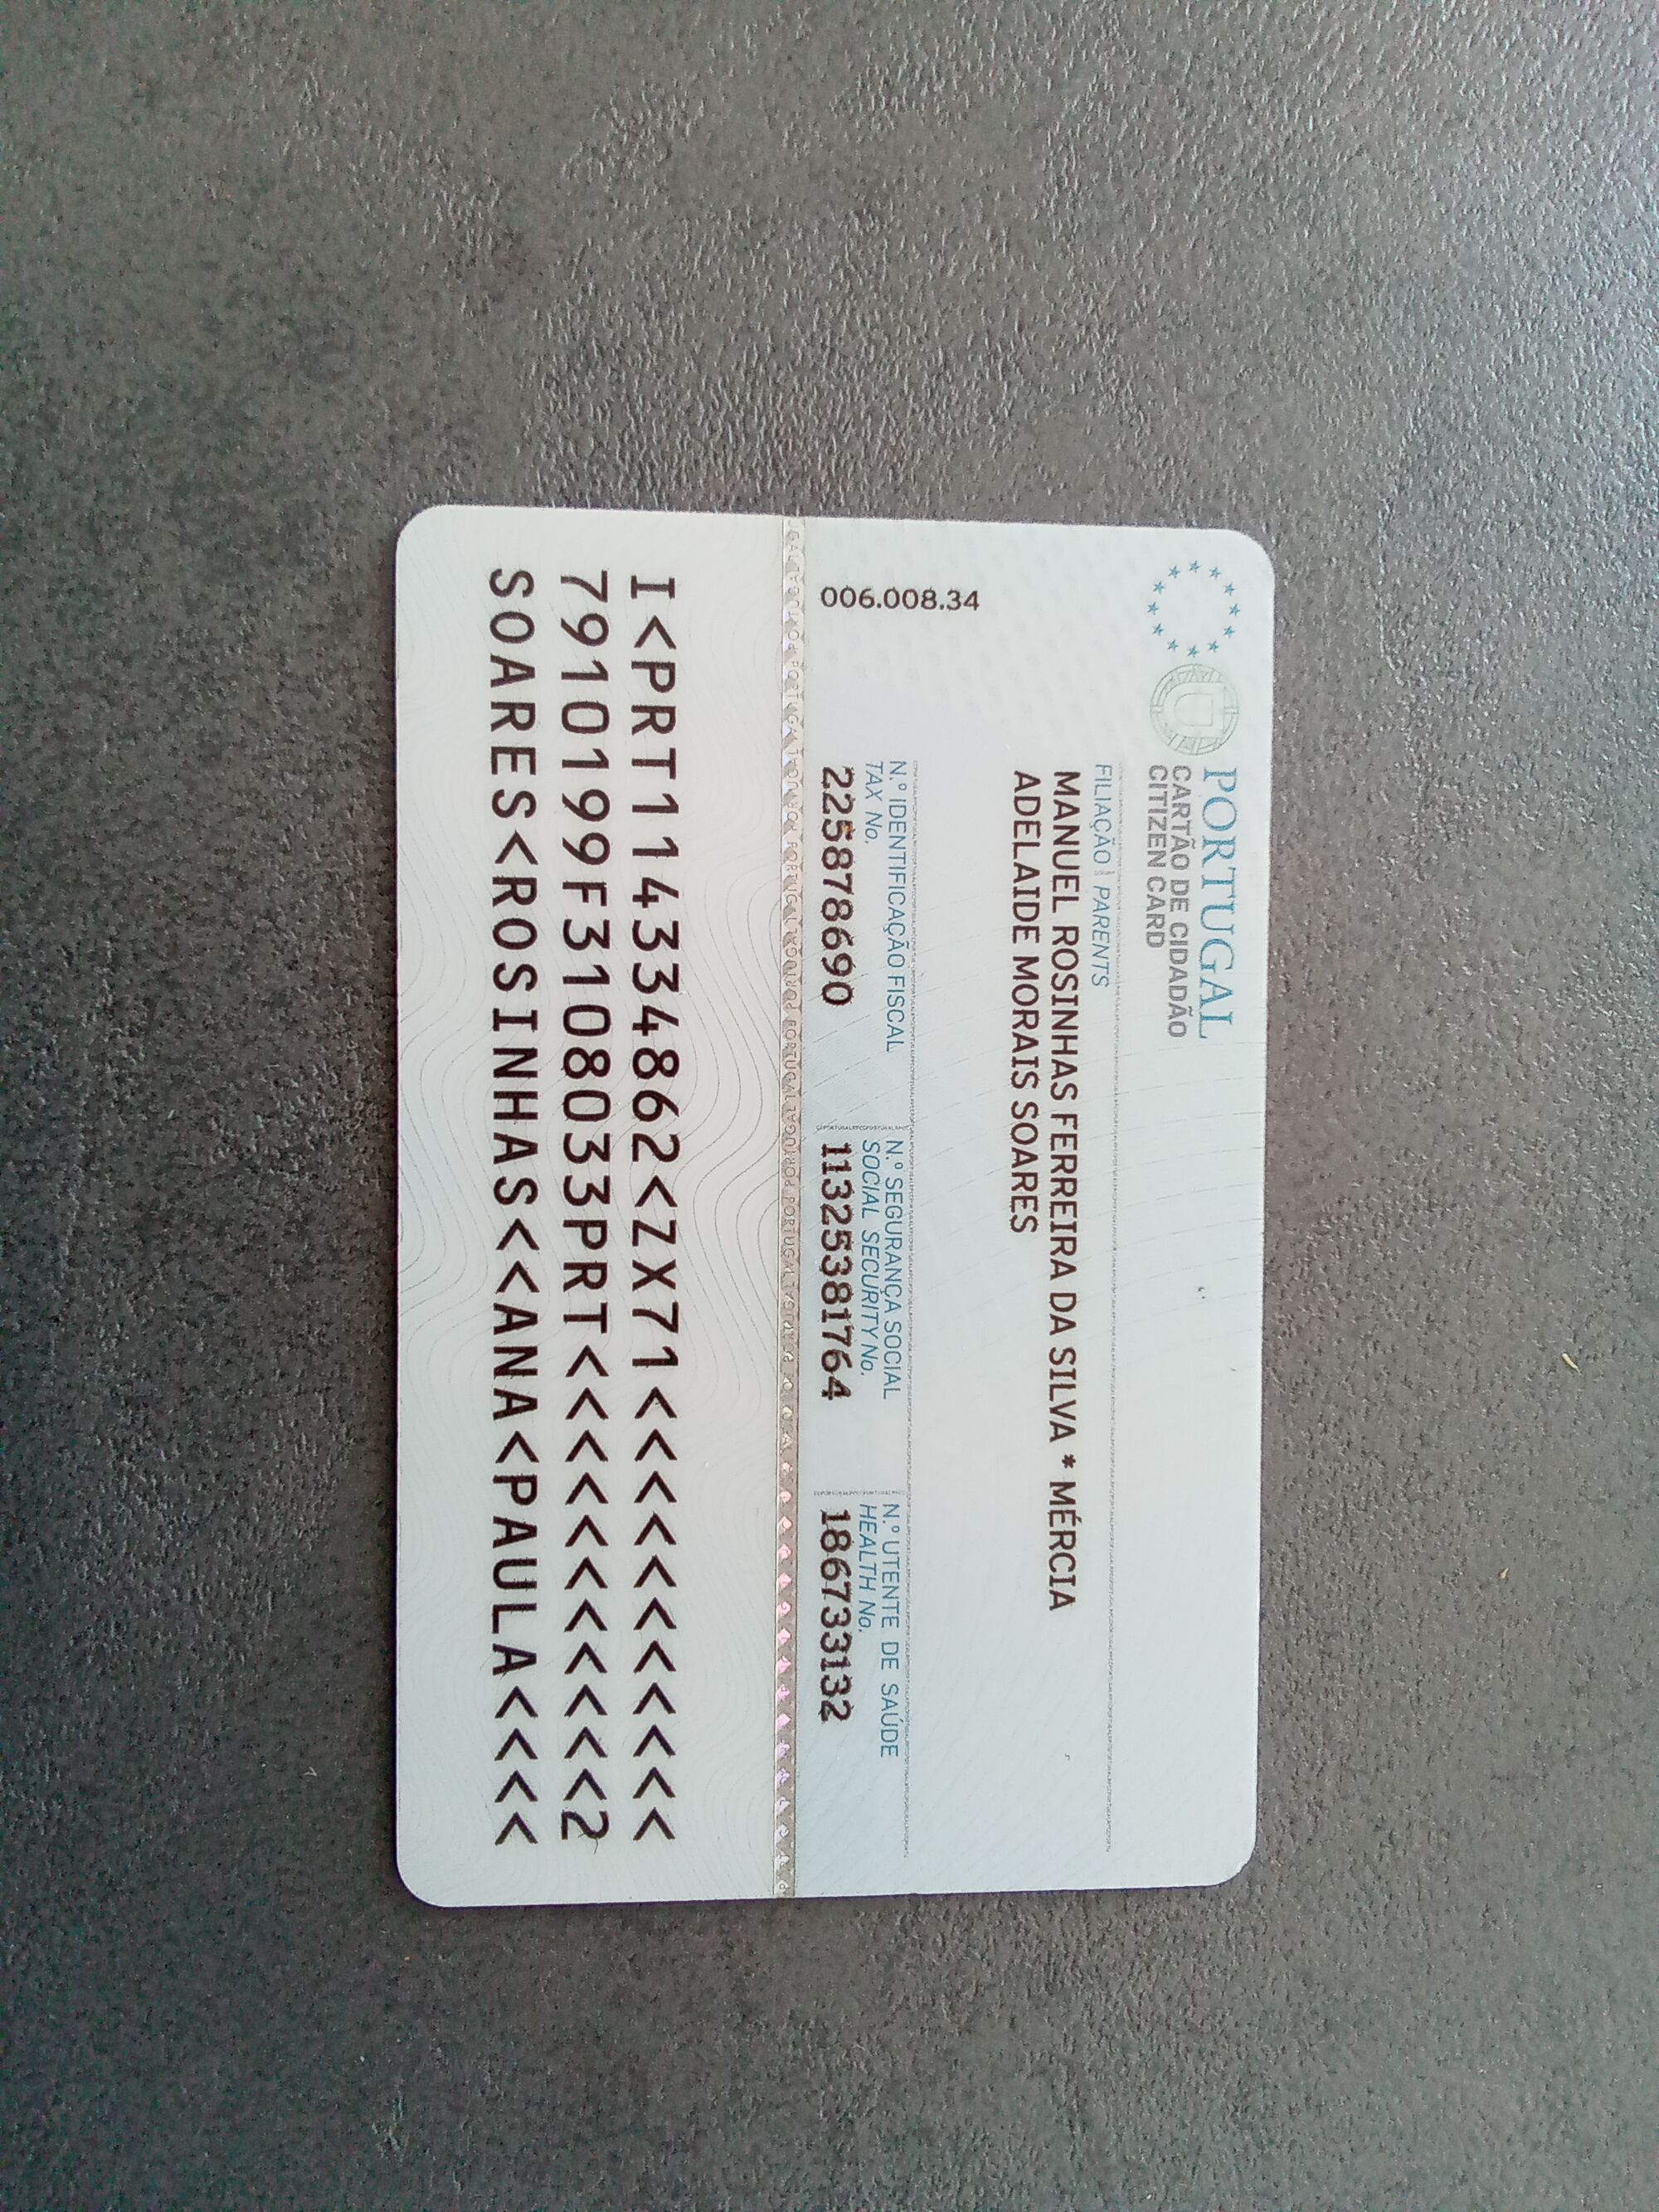 PORTUGAL
CARTÃO DE CIDADÃO
CITIZEN CARD
FILIAÇÃO | PARENTS
MANUEL ROSINHAS FERREIRA DA SILVA * MÉRCIA
ADELAIDE MORAIS SOARES
N.º IDENTIFICAÇÃO FISCAL
TAX No.
225878690
N.º SEGURANÇA SOCIAL
SOCIAL SECURITY No.
11325381764
N.º UTENTE DE SAÚDE
HEALTH No.
186733132
006.008.34
I<PRT114334862<ZX71<<<<<<<<<<<
7910199F3108033PRT<<<<<<<<<<<2
SOARES<ROSINHAS<<ANA<PAULA<<<<